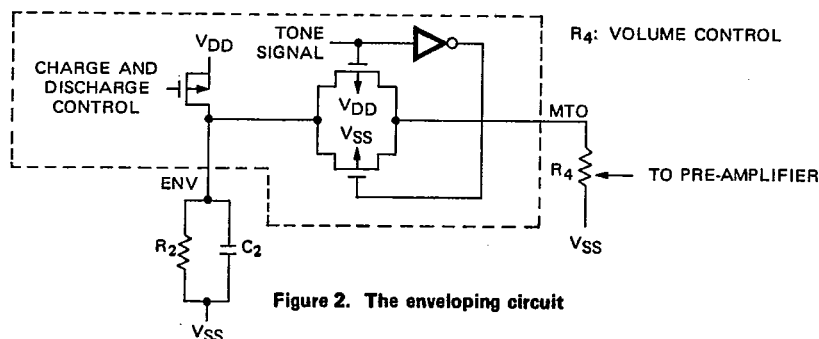 TONE
SIGNAL
R4: VOLUME CONTROL
VDD
CHARGE AND
DISCHARGE
CONTROL
VDD
VSS
MTO
R4
TO PRE-AMPLIFIER
ENV
VSS
R2
C2
Figure 2. The enveloping circuit
VSS